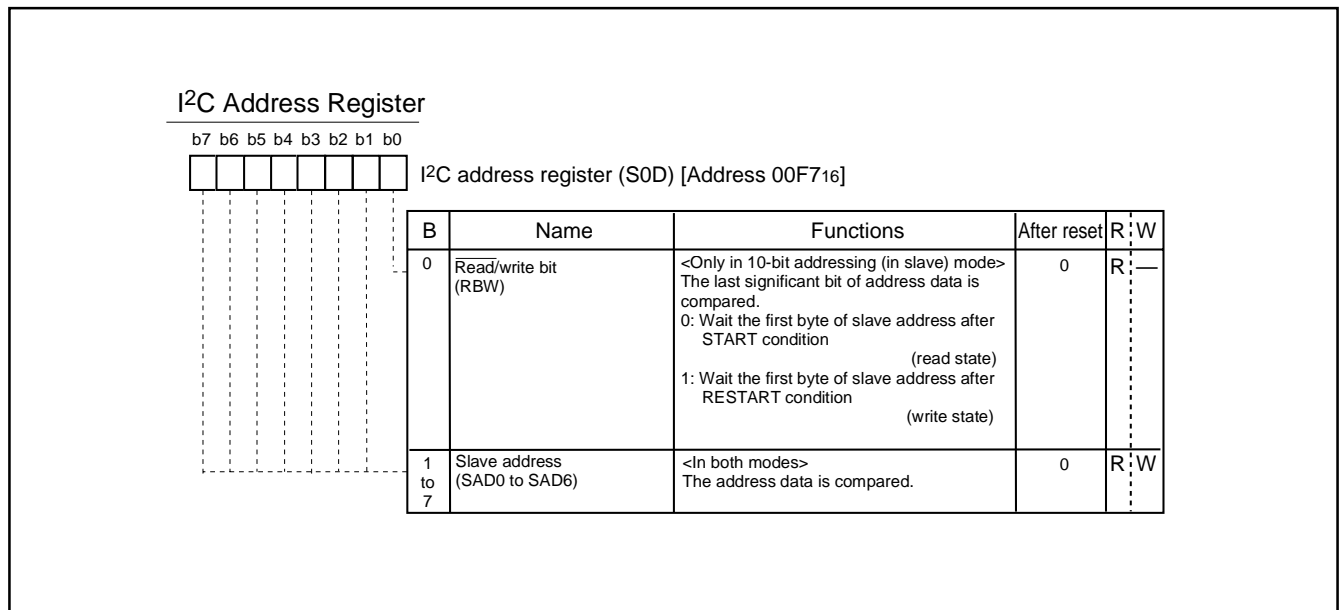 I2C Address Register
b7 b6 b5 b4 b3 b2 b1 b0
I2C address register (S0D) [Address 00F716]
B Name Functions After reset R W
0 Read/write bit (RBW) <Only in 10-bit addressing (in slave) mode> 0 R —
The last significant bit of address data is
compared.
0: Wait the first byte of slave address after
START condition
(read state)
1: Wait the first byte of slave address after
RESTART condition
(write state)
1 to 7 Slave address (SAD0 to SAD6) <In both modes> 0 R W
The address data is compared.